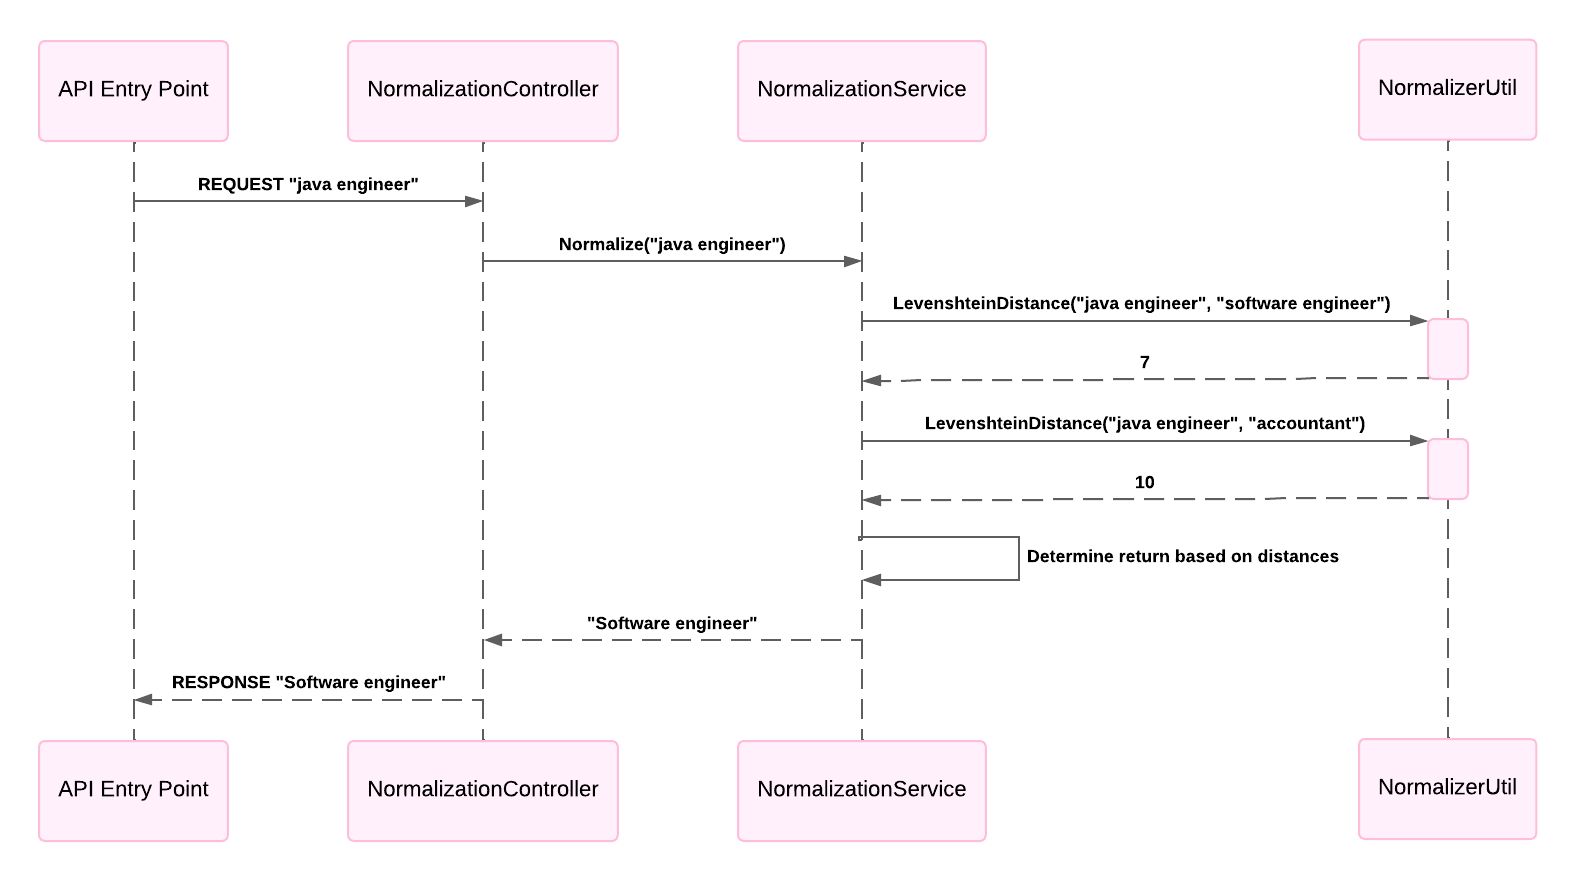 API Entry Point
NormalizationController
NormalizationService
NormalizerUtil
REQUEST "java engineer"
Normalize("java engineer")
LevenshteinDistance("java engineer", "software engineer")
7
LevenshteinDistance("java engineer", "accountant")
10
Determine return based on distances
"Software engineer"
RESPONSE "Software engineer"
API Entry Point
NormalizationController
NormalizationService
NormalizerUtil